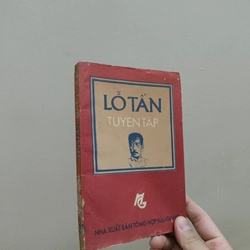 LỖ TẤN
TUYỂN TẬP
NHÀ XUẤT BẢN TỔNG HỢP